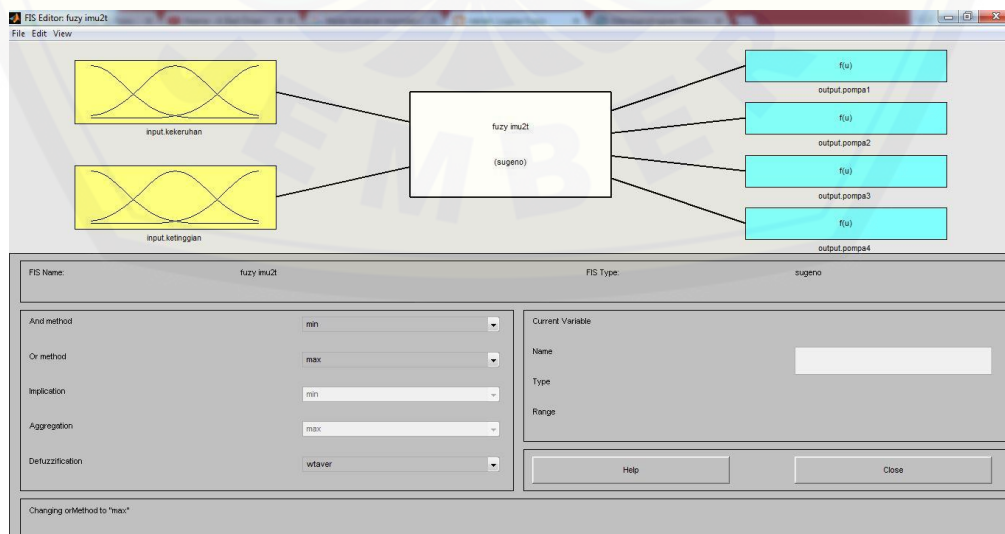 FIS Editor: fuzy imu2t
File Edit View
input.kekeruhan
input.ketinggian
fuzy imu2t
(sugeno)
f(u)
output.pompa1
f(u)
output.pompa2
f(u)
output.pompa3
f(u)
output.pompa4
FIS Name: fuzy imu2t FIS Type: sugeno
And method min
Or method max
Implication min
Aggregation max
Defuzzification wtaver
Current Variable
Name
Type
Range
Help Close
Changing orMethod to "max"
EMBER